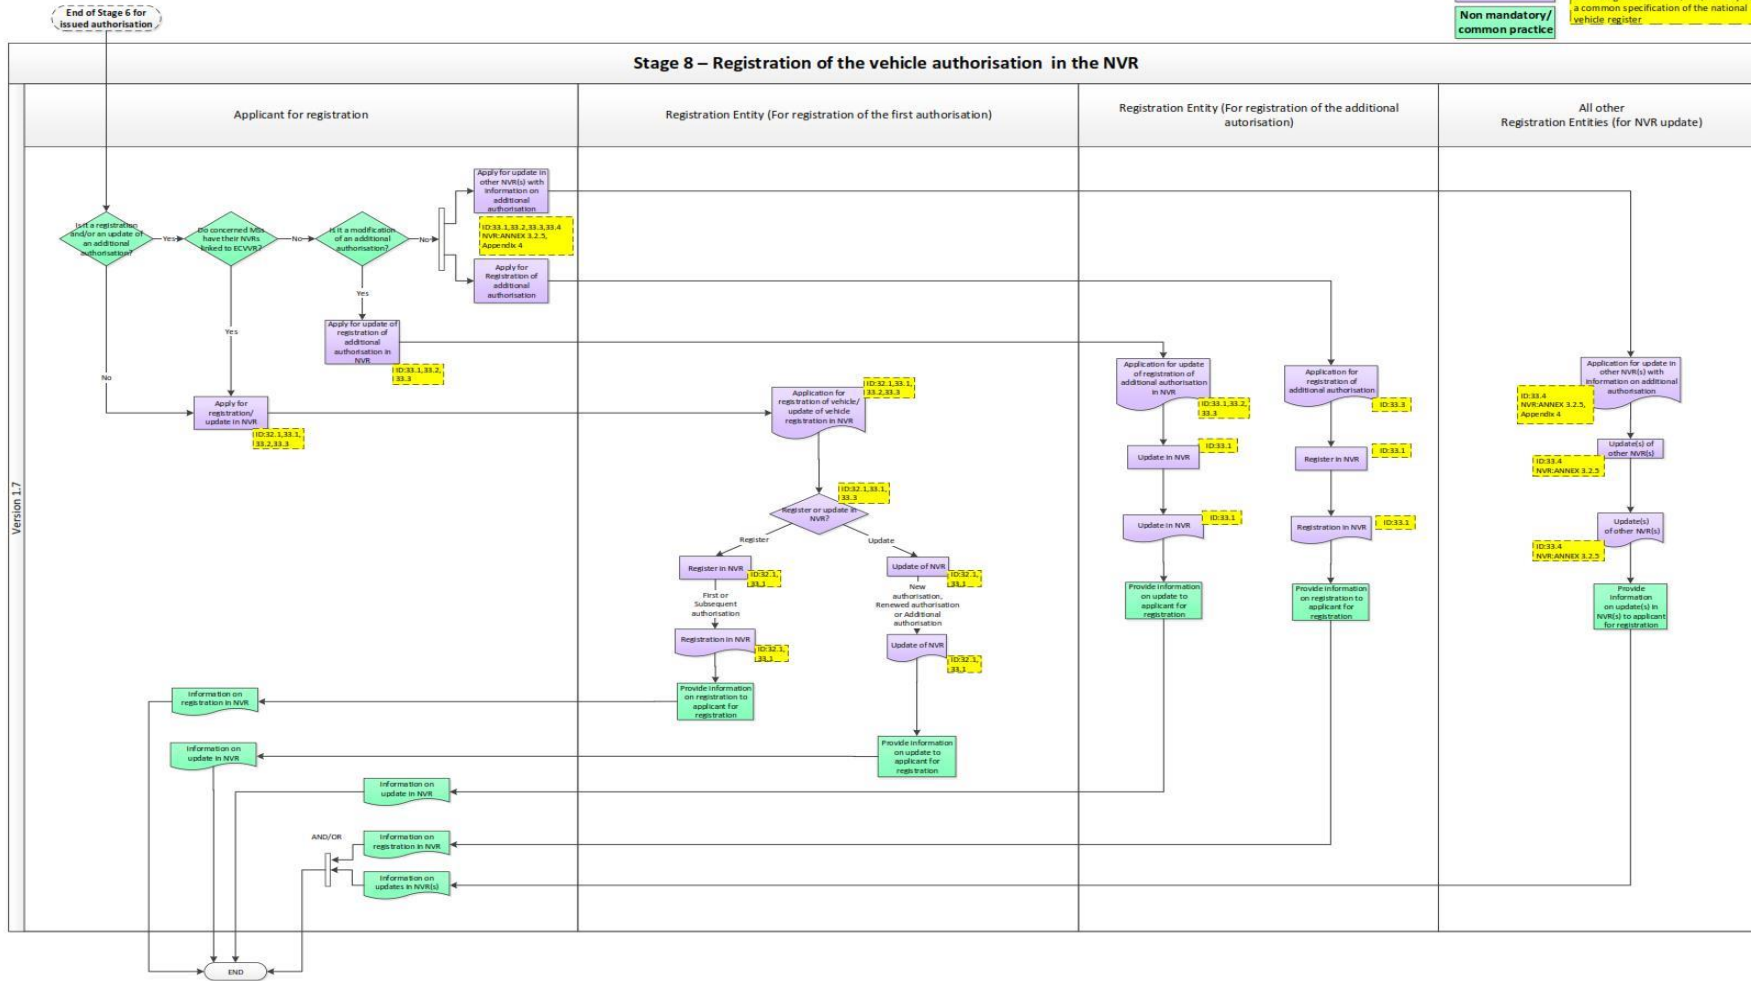 End of Stage 6 for
issued authorisation
Non mandatory/
common practice
a common specification of the national
vehicle register
Stage 8 – Registration of the vehicle authorisation in the NVR
Version 1.7
Applicant for registration
Registration Entity (For registration of the first authorisation)
Registration Entity (For registration of the additional
autorisation)
All other
Registration Entities (for NVR update)
Is it a registration
and/or an update of
an additional
authorisation?
Yes
Do concerned MSs
have their NVRs
linked to ECVVR?
No
Is it a modification
of an additional
authorisation?
No
Apply for update in
other NVR(s) with
information on
additional
authorisation
ID:33.1,33.2,33.3,33.4
NVR:ANNEX 3.2.5,
Appendix 4
Apply for
Registration of
additional
authorisation
Yes
Apply for update of
registration of
additional
authorisation in
NVR
ID:33.1,33.2,
33.3
Yes
No
Apply for
registration/
update in NVR
ID:32.1,33.1,
33.2,33.3
Application for
registration of vehicle/
update of vehicle
registration in NVR
ID:32.1,33.1,
33.2,33.3
Register or update in
NVR?
ID:32.1,33.1,
33.3
Register
Update
Register in NVR
ID:32.1,
33.1
First or
Subsequent
authorisation
Registration in NVR
ID:32.1,
33.1
Provide information
on registration to
applicant for
registration
Update of NVR
ID:32.1,
33.1
New
authorisation,
Renewed authorisation
or Additional
authorisation
Update of NVR
ID:32.1,
33.1
Provide information
on update to
applicant for
registration
Application for update
of registration of
additional authorisation
in NVR
ID:33.1,33.2,
33.3
Update in NVR
ID:33.1
Update in NVR
ID:33.1
Provide information
on update to
applicant for
registration
Application for
registration of
additional authorisation
ID:33.3
Register in NVR
ID:33.1
Registration in NVR
ID:33.1
Provide information
on registration to
applicant for
registration
Application for update in
other NVR(s) with
information on additional
authorisation
ID:33.4
NVR:ANNEX 3.2.5,
Appendix 4
Update(s) of
other NVR(s)
ID:33.4
NVR:ANNEX 3.2.5
Update(s)
of other NVR(s)
ID:33.4
NVR:ANNEX 3.2.5
Provide
information
on update(s) in
NVR(s) to applicant
for registration
Information on
registration in NVR
Information on
update in NVR
Information on
update in NVR
AND/OR
Information on
registration in NVR
Information on
updates in NVR(s)
END